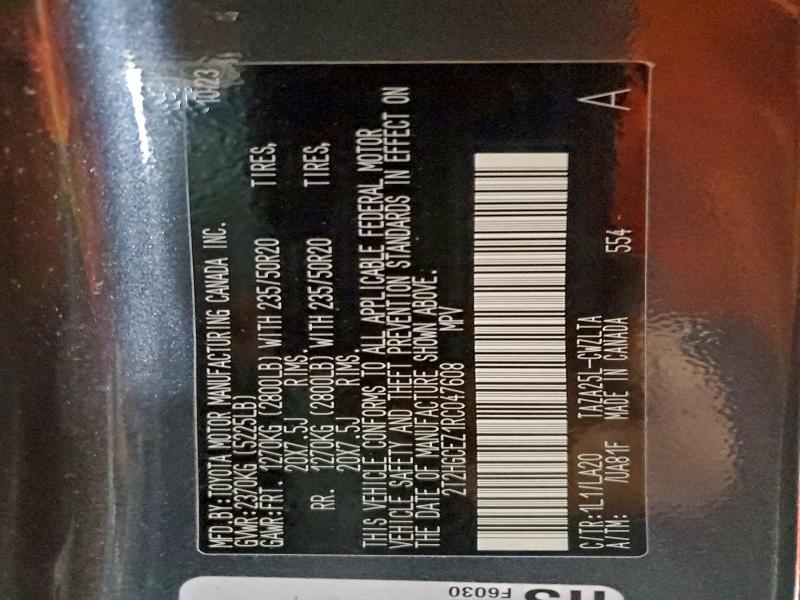 MFD.BY:TOYOTA MOTOR MANUFACTURING CANADA INC. 10/23
GVWR:2370KG (5225LB)
GAWR:FRT. 1270KG (2800LB) WITH 235/50R20 TIRES,
20X7.5J RIMS.
RR. 1270KG (2800LB) WITH 235/50R20 TIRES,
20X7.5J RIMS.
THIS VEHICLE CONFORMS TO ALL APPLICABLE FEDERAL MOTOR
VEHICLE SAFETY AND THEFT PREVENTION STANDARDS IN EFFECT ON
THE DATE OF MANUFACTURE SHOWN ABOVE.
2T2HGCEZ4RC047608 MPV
C/TR:1L1/LA20 TAZA25L-CWZLTA A
A/TM: /UA81F MADE IN CANADA 554
F6030